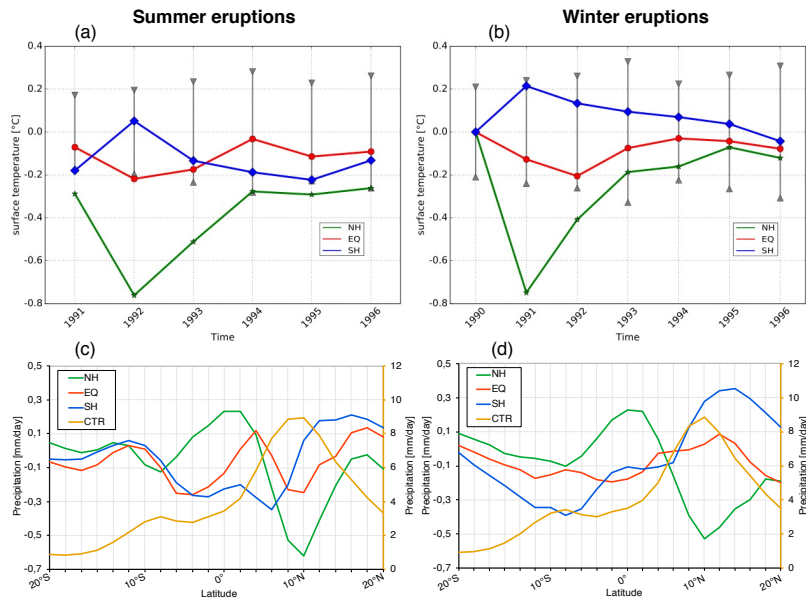 Summer eruptions
Winter eruptions
(a)
0.4
0.2
0.0
-0.2
-0.4
-0.6
-0.8
surface temperature [°C]
NH
EQ
SH
1991
1992
1993
1994
1995
1996
Time
(b)
0.4
0.2
0.0
-0.2
-0.4
-0.6
-0.8
surface temperature [°C]
NH
EQ
SH
1990
1991
1992
1993
1994
1995
1996
Time
(c)
0,5
0,3
0,1
-0,1
-0,3
-0,5
-0,7
Precipitation [mm/day]
NH
EQ
SH
CTR
12
10
8
6
4
2
0
Precipitation [mm/day]
20°S
10°S
0°
10°N
20°N
Latitude
(d)
0,5
0,3
0,1
-0,1
-0,3
-0,5
-0,7
Precipitation [mm/day]
NH
EQ
SH
CTR
12
10
8
6
4
2
0
Precipitation [mm/day]
20°S
10°S
0°
10°N
20°N
Latitude